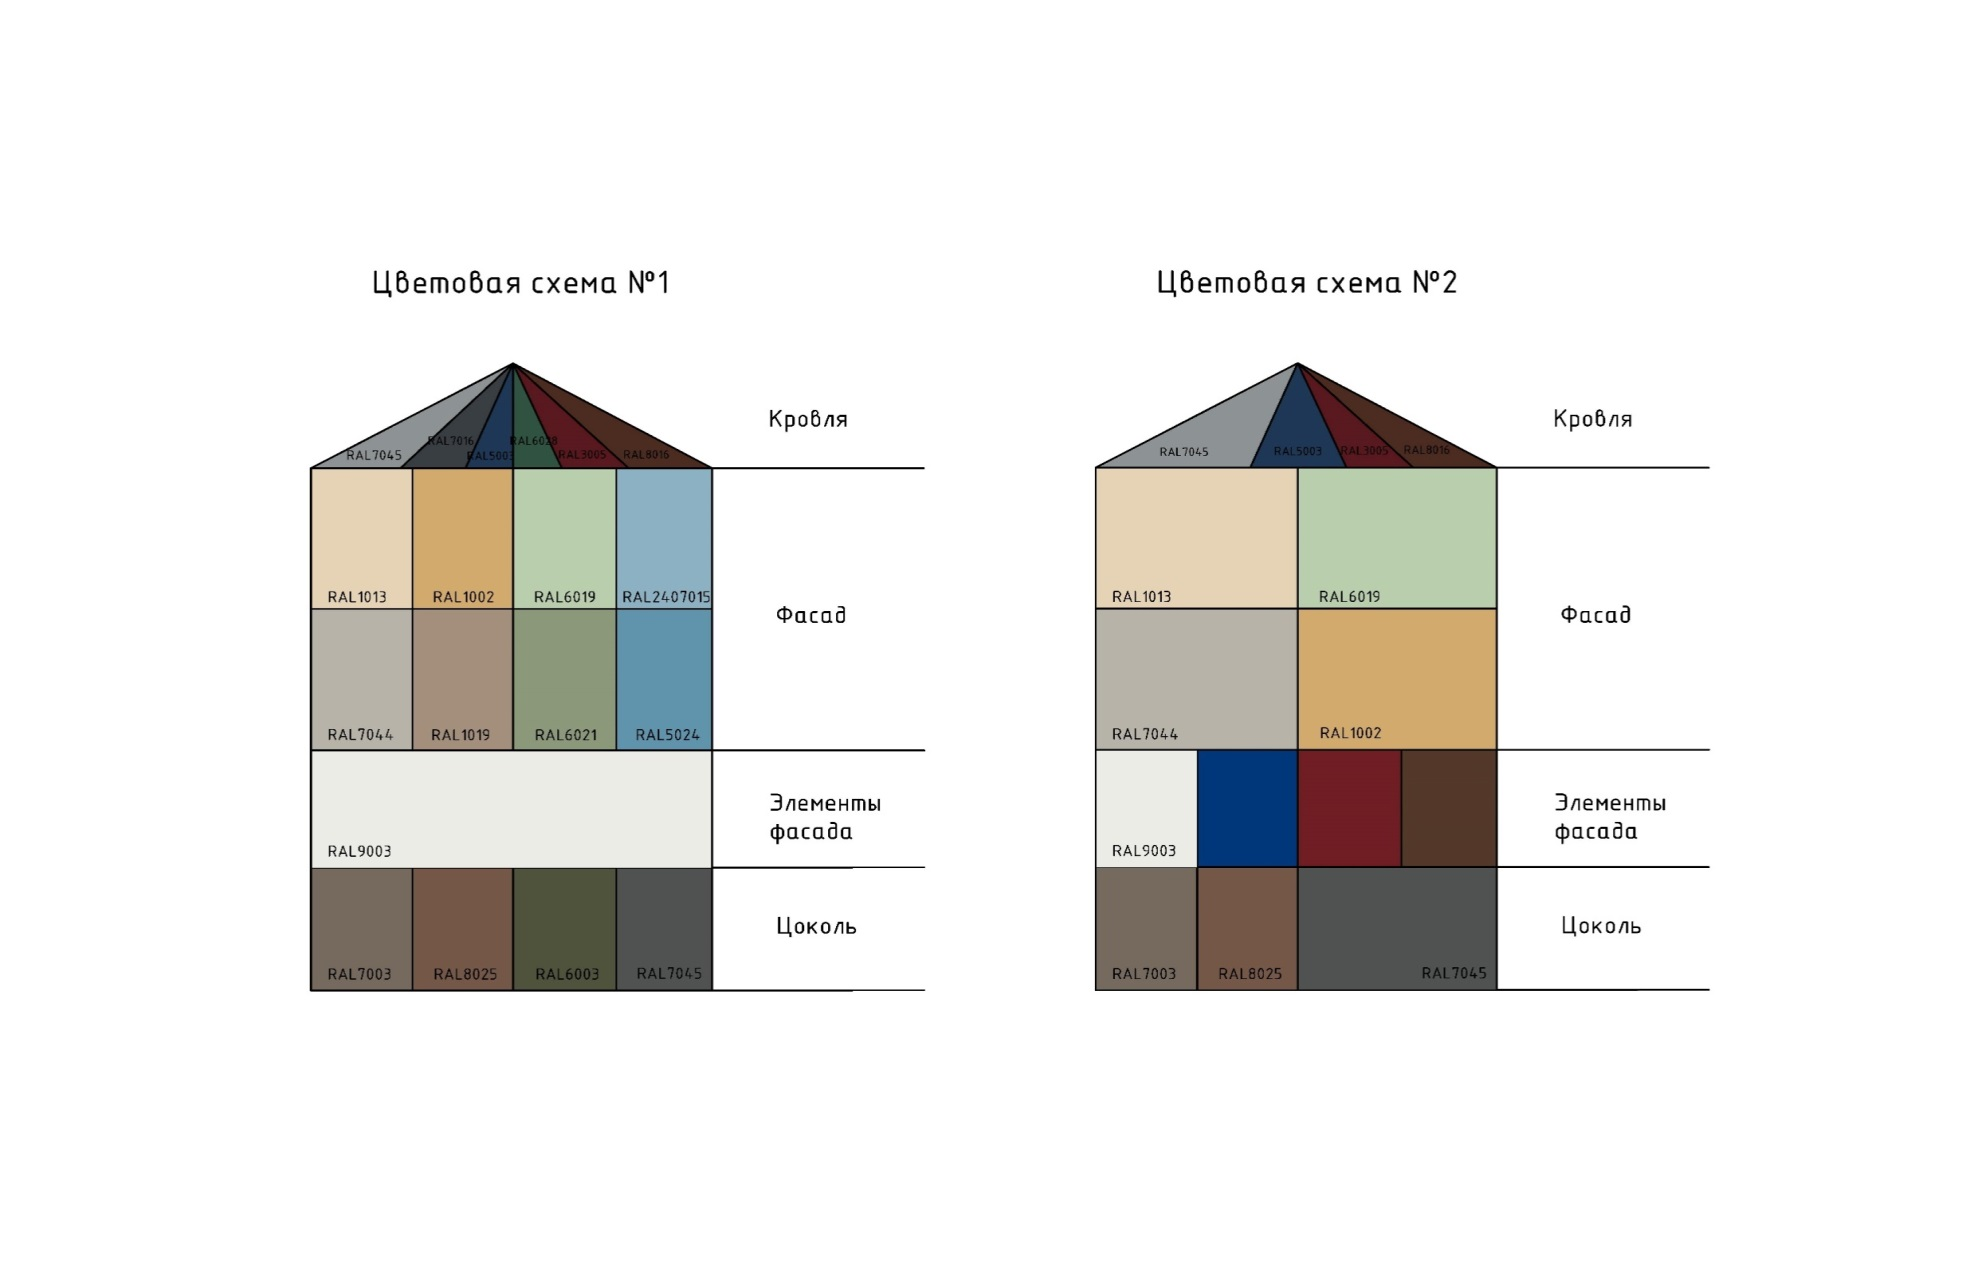 Цветовая схема №1
Кровля
RAL7016
RAL6028
RAL7045
RAL5003
RAL3005
RAL8016
RAL1013
RAL1002
RAL6019
RAL2407015
Фасад
RAL7044
RAL1019
RAL6021
RAL5024
Элементы
фасада
RAL9003
Цоколь
RAL7003
RAL8025
RAL6003
RAL7045
Цветовая схема №2
Кровля
RAL7045
RAL5003
RAL3005
RAL8016
RAL1013
RAL6019
Фасад
RAL7044
RAL1002
Элементы
фасада
RAL9003
Цоколь
RAL7003
RAL8025
RAL7045